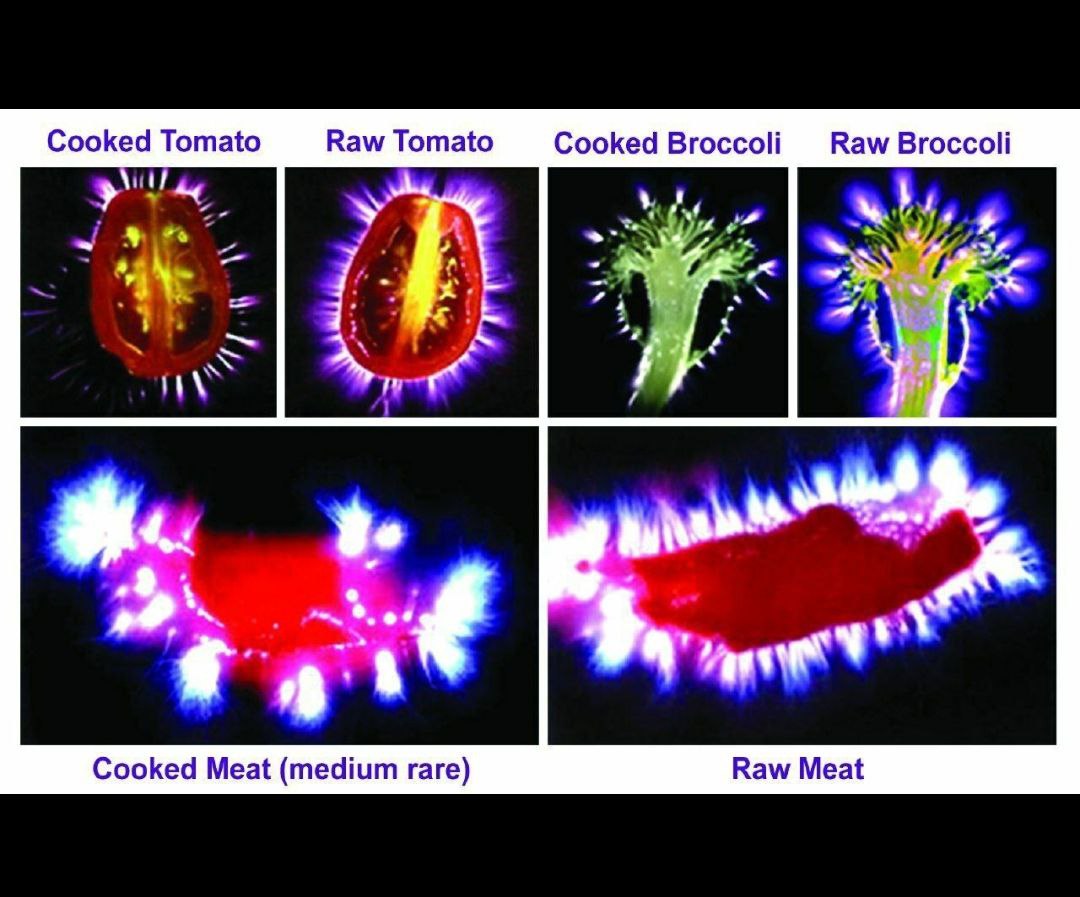 Cooked Tomato
Raw Tomato
Cooked Broccoli
Raw Broccoli
Cooked Meat (medium rare)
Raw Meat